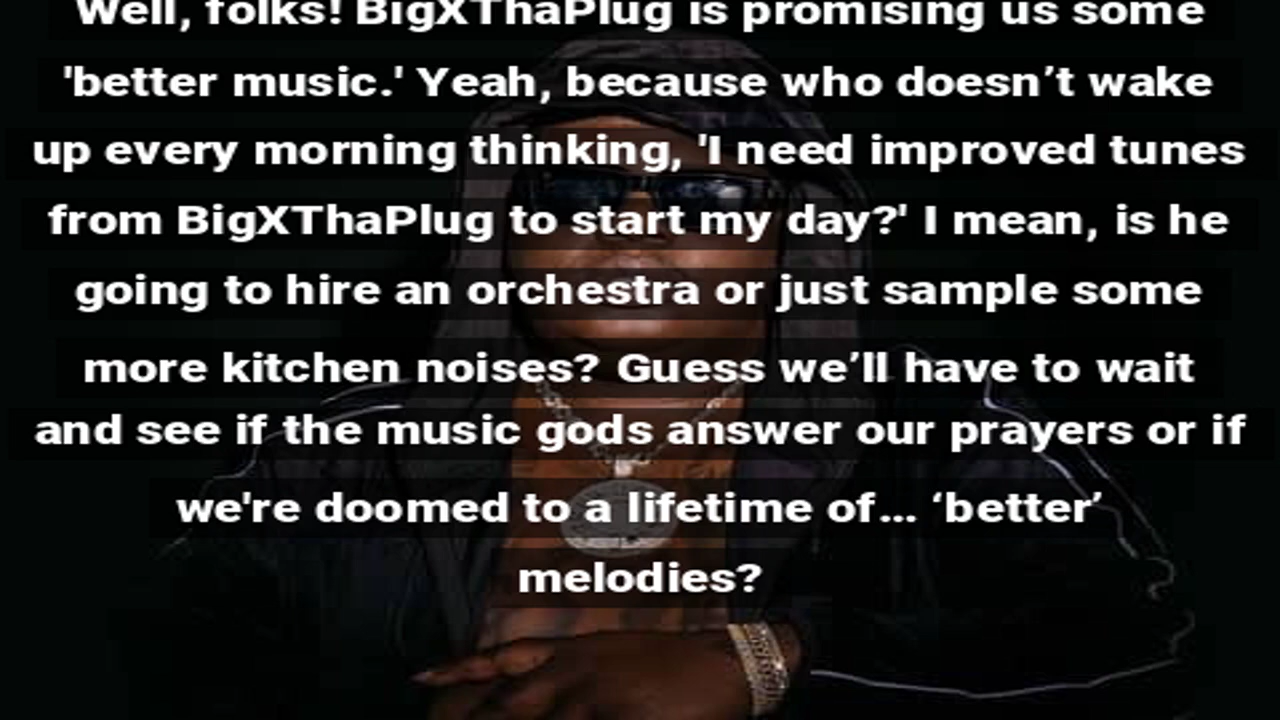 Well, folks! BigXThaPlug is promising us some
'better music.' Yeah, because who doesn’t wake
up every morning thinking, 'I need improved tunes
from BigXThaPlug to start my day?' I mean, is he
going to hire an orchestra or just sample some
more kitchen noises? Guess we’ll have to wait
and see if the music gods answer our prayers or if
we're doomed to a lifetime of... ‘better’
melodies?